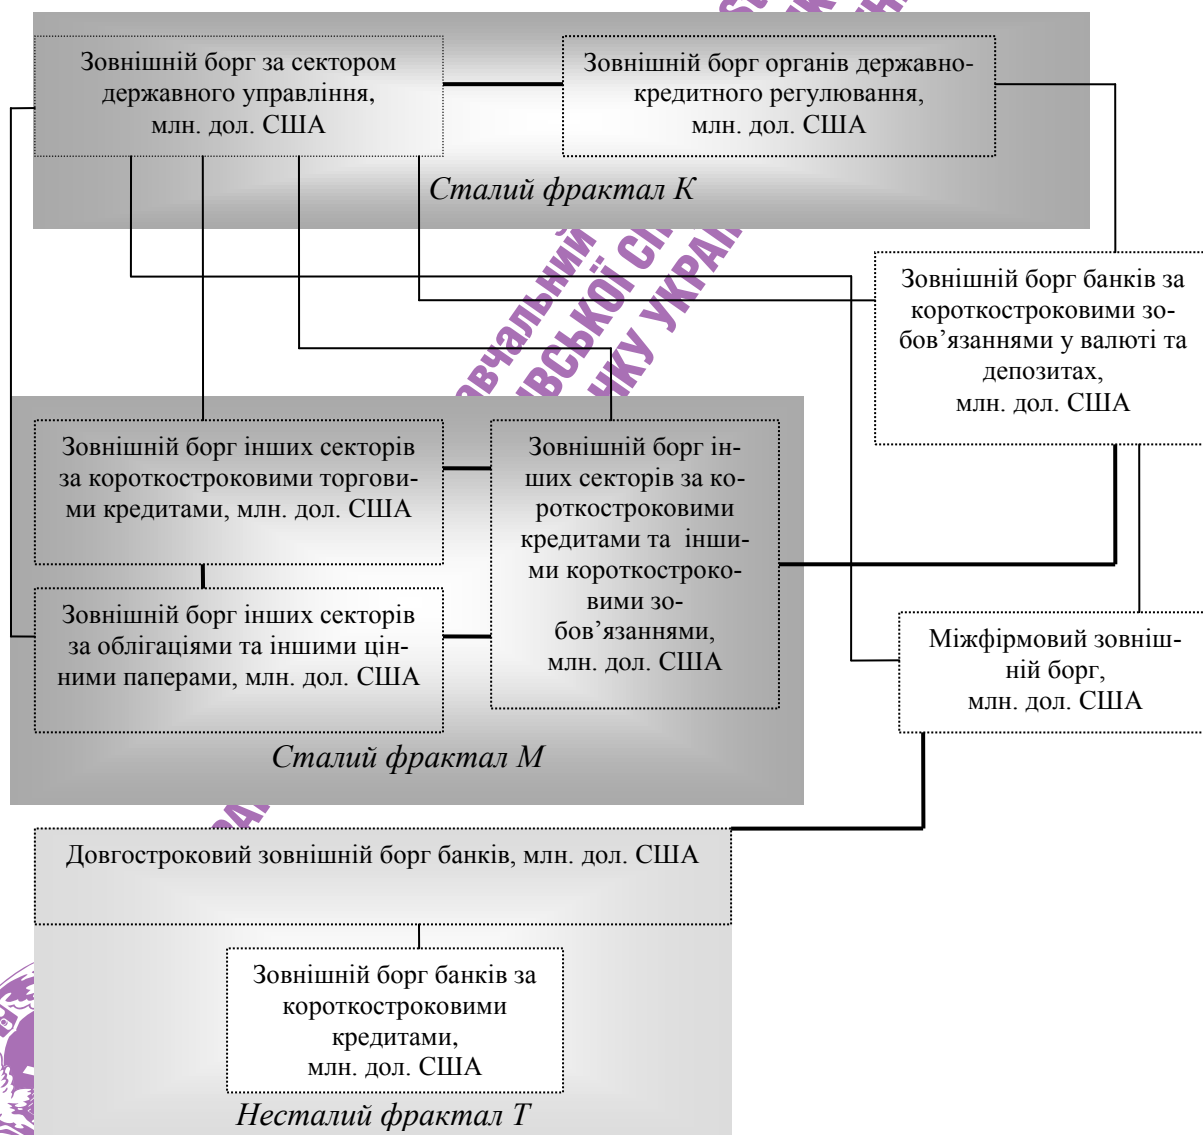 Зовнішній борг за сектором
державного управління,
млн. дол. США
Зовнішній борг органів державно-
кредитного регулювання,
млн. дол. США
Сталий фрактал К
Зовнішній борг банків за
короткостроковими зо-
бов’язаннями у валюті та
депозитах,
млн. дол. США
Зовнішній борг інших секторів
за короткостроковими торгови-
ми кредитами, млн. дол. США
Зовнішній борг ін-
ших секторів за ко-
роткостроковими
кредитами та інши-
ми короткостроко-
вими зо-
бов’язаннями,
млн. дол. США
Зовнішній борг інших секторів
за облігаціями та іншими цін-
ними паперами, млн. дол. США
Міжфірмовий зовніш-
ній борг,
млн. дол. США
Сталий фрактал М
Довгостроковий зовнішній борг банків, млн. дол. США
Зовнішній борг банків за
короткостроковими
кредитами,
млн. дол. США
Несталий фрактал Т